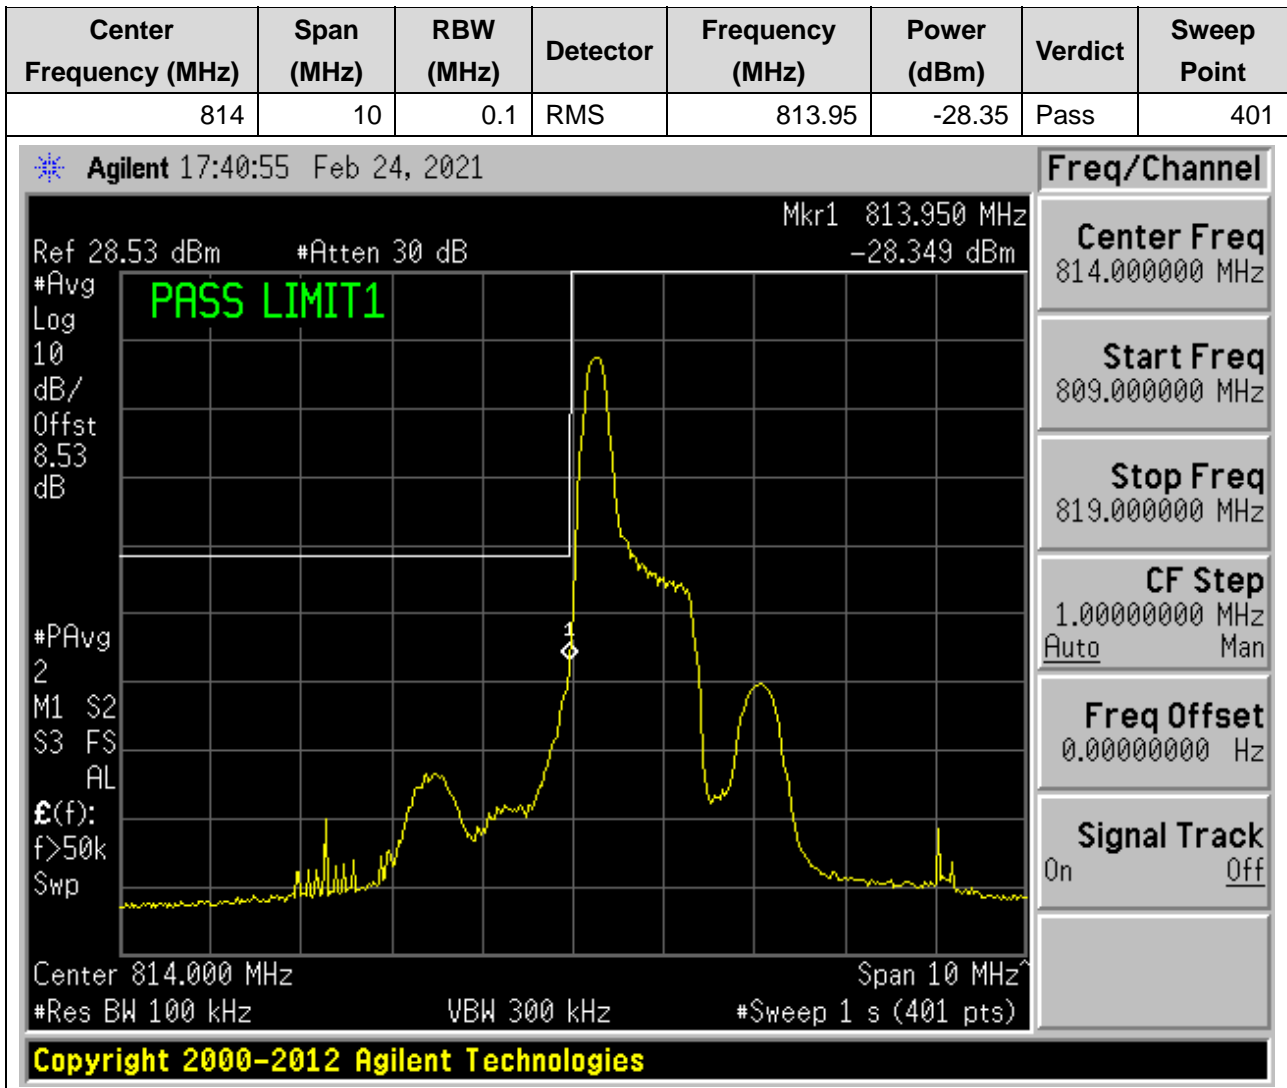 Center Frequency (MHz) Span (MHz) RBW (MHz) Detector Frequency (MHz) Power (dBm) Verdict Sweep Point
814 10 0.1 RMS 813.95 -28.35 Pass 401
Agilent 17:40:55 Feb 24, 2021
Freq/Channel
Mkr1 813.950 MHz
Ref 28.53 dBm #Atten 30 dB -28.349 dBm
#Avg
Log
10
dB/
Offst
8.53
dB
PASS LIMIT1
1
#PAvg
2
M1 S2
S3 FS
AL
£(f):
f>50k
Swp
Center 814.000 MHz Span 10 MHz^
#Res BW 100 kHz VBW 300 kHz #Sweep 1 s (401 pts)
Center Freq
814.000000 MHz
Start Freq
809.000000 MHz
Stop Freq
819.000000 MHz
CF Step
1.00000000 MHz
Auto Man
Freq Offset
0.00000000 Hz
Signal Track
On Off
Copyright 2000-2012 Agilent Technologies